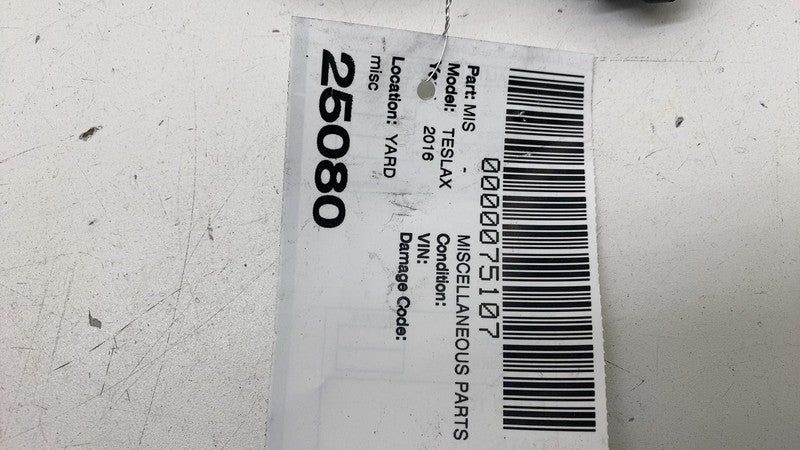 0000075107
Part: MIS - MISCELLANEOUS PARTS
Model: TESLAX Condition:
2016 VIN:
Damage Code:
Location: YARD
misc
25080